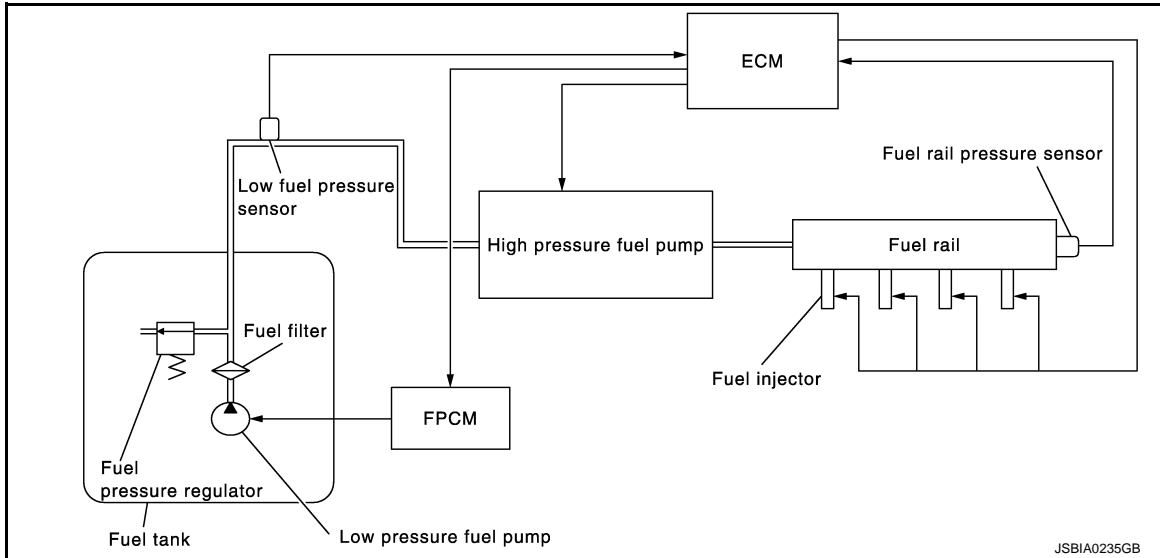 ECM
Fuel rail pressure sensor
Low fuel pressure
sensor
High pressure fuel pump
Fuel rail
Fuel filter
Fuel injector
FPCM
Fuel
pressure regulator
Low pressure fuel pump
Fuel tank
JSBIA0235GB